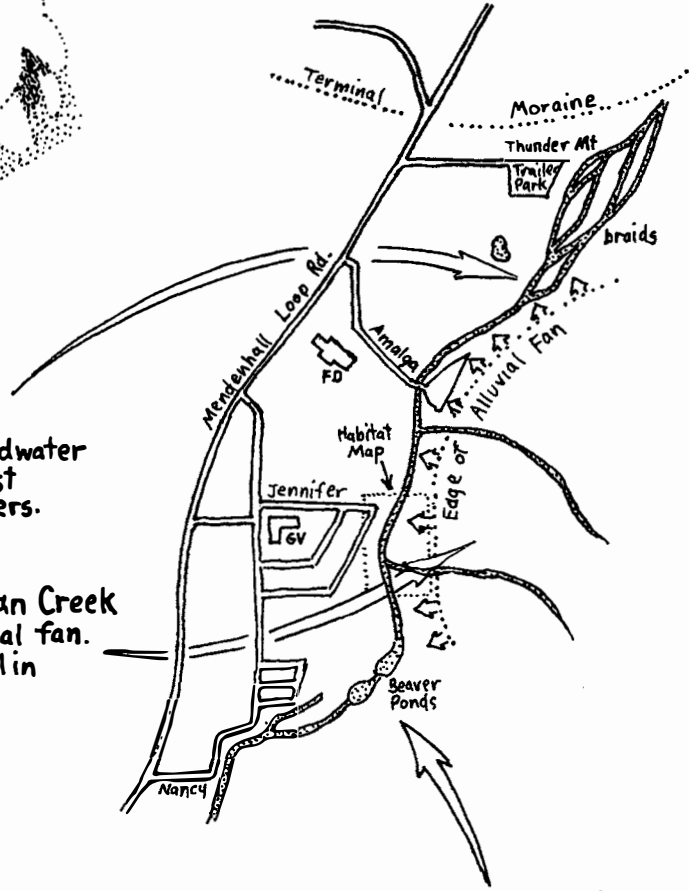 Terminal
Moraine
Thunder Mt
Trailer
Park
braids
Mendenhall Loop Rd.
Amalga
FD
Edge of Alluvial Fan
Habitat
Map
dwater
st
ers.
Jennifer
GV
an Creek
al fan.
l in
Beaver
Ponds
Nancy